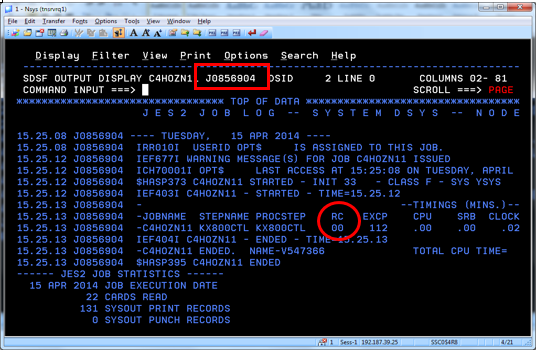 1 - Nsys (tnsrvrq1)
File Edit Transfer Fonts Options Tools View Window Help
Display Filter View Print Options Search Help
SDSF OUTPUT DISPLAY C4HOZN11 J0856904 DSID 2 LINE 0 COLUMNS 02- 81
COMMAND INPUT ===> SCROLL ===> PAGE
********************************* TOP OF DATA *********************************
J E S 2 J O B L O G -- S Y S T E M D S Y S -- N O D E
15.25.08 J0856904 ---- TUESDAY, 15 APR 2014 ----
15.25.08 J0856904 IRR010I USERID OPT$ IS ASSIGNED TO THIS JOB.
15.25.12 J0856904 IEF677I WARNING MESSAGE(S) FOR JOB C4HOZN11 ISSUED
15.25.12 J0856904 ICH70001I OPT$ LAST ACCESS AT 15:25:08 ON TUESDAY, APRIL
15.25.12 J0856904 $HASP373 C4HOZN11 STARTED - INIT 33 - CLASS F - SYS YSYS
15.25.12 J0856904 IEF403I C4HOZN11 - STARTED - TIME=15.25.12
15.25.13 J0856904 - --TIMINGS (MINS.)--
15.25.13 J0856904 -JOBNAME STEPNAME PROCSTEP RC EXCP CPU SRB CLOCK
15.25.13 J0856904 -C4HOZN11 KX800CTL KX800CTL 00 112 .00 .00 .02
15.25.13 J0856904 IEF404I C4HOZN11 - ENDED - TIME=15.25.13
15.25.13 J0856904 -C4HOZN11 ENDED. NAME-V547366 TOTAL CPU TIME=
15.25.13 J0856904 $HASP395 C4HOZN11 ENDED
------ JES2 JOB STATISTICS ------
15 APR 2014 JOB EXECUTION DATE
22 CARDS READ
131 SYSOUT PRINT RECORDS
0 SYSOUT PUNCH RECORDS
1 Sess-1 192.187.39.25 SSC0S4R8 4/21